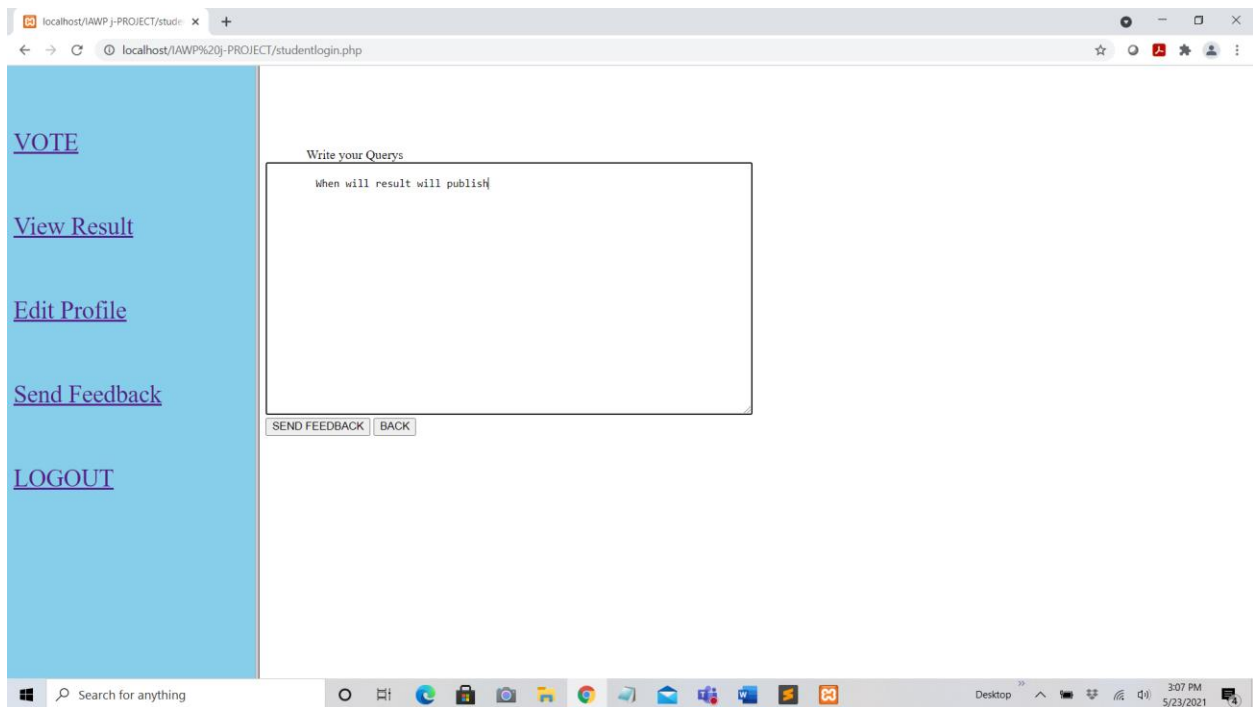 localhost/IAWP j-PROJECT/stude
localhost/IAWP%20j-PROJECT/studentlogin.php
VOTE
Write your Querys
When will result will publish
View Result
Edit Profile
Send Feedback
SEND FEEDBACK BACK
LOGOUT
Search for anything
Desktop
3:07 PM
5/23/2021
4